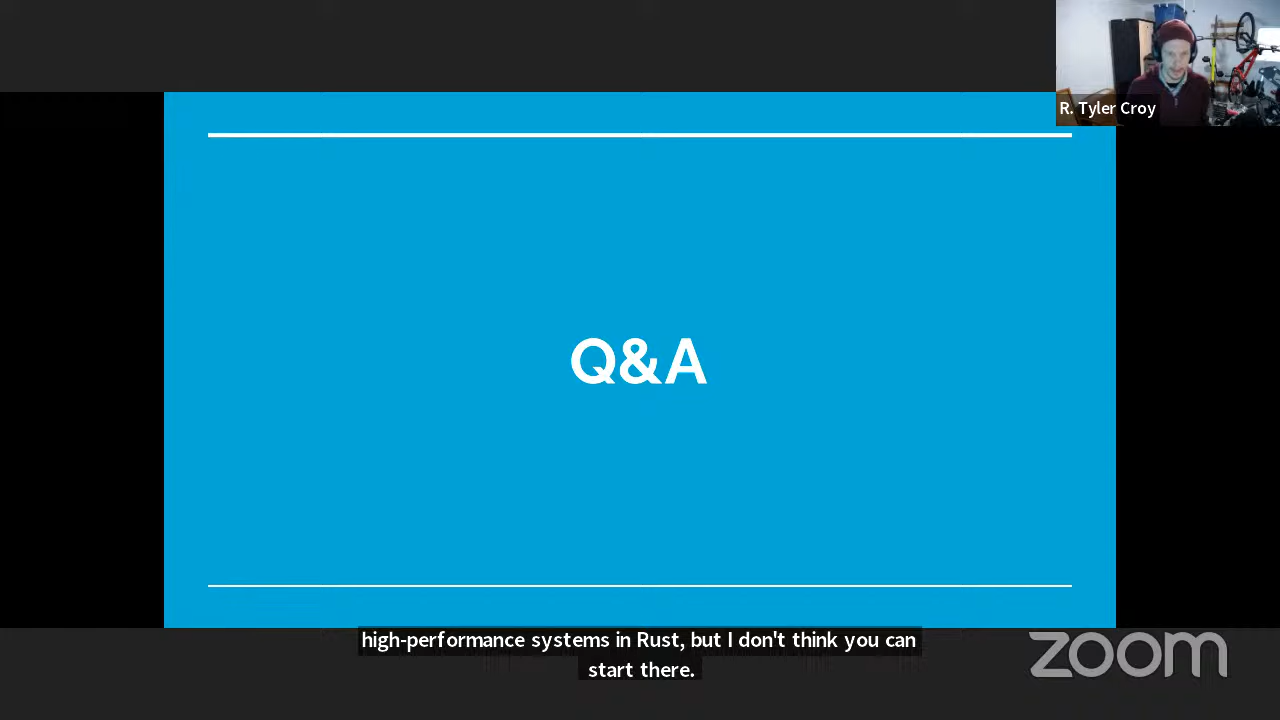 R. Tyler Croy
Q&A
high-performance systems in Rust, but I don't think you can
start there.
zoom